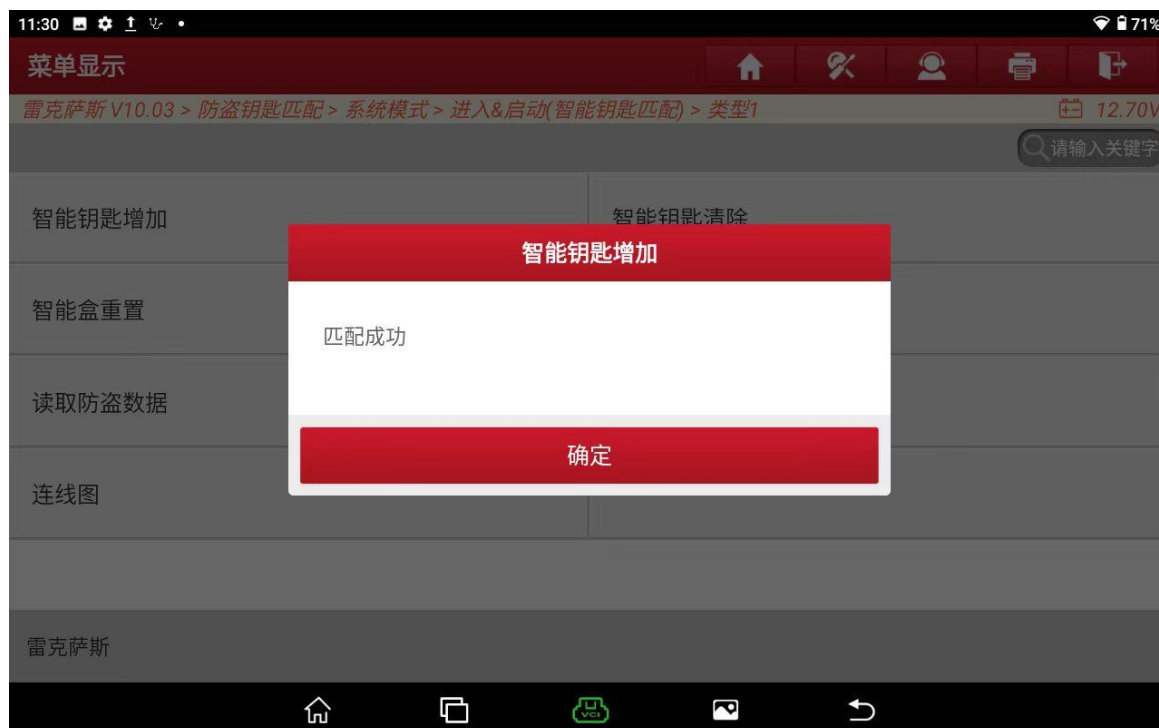 11:30
71%
菜单显示
雷克萨斯 V10.03 > 防盗钥匙匹配 > 系统模式 > 进入&启动(智能钥匙匹配) > 类型1
12.70V
请输入关键字
智能钥匙增加
智能钥匙清除
智能钥匙增加
智能盒重置
匹配成功
读取防盗数据
确定
连线图
雷克萨斯
VCI